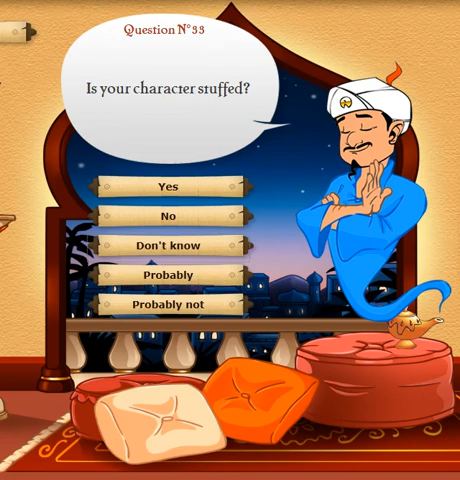 Question N°33
Is your character stuffed?
Yes
No
Don't know
Probably
Probably not